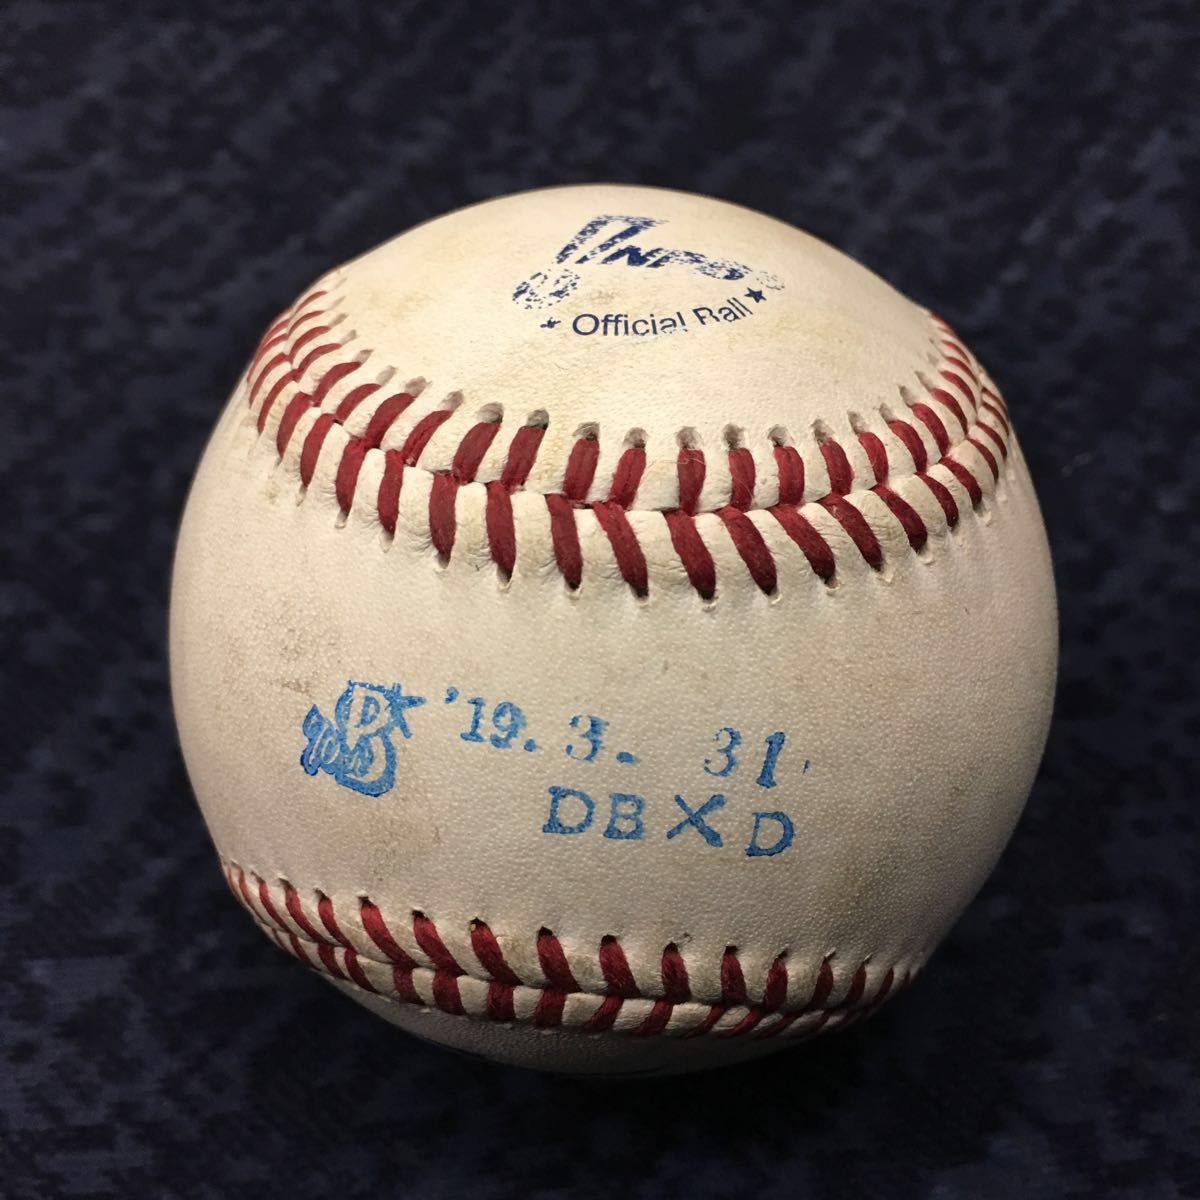 NPB
Official Ball
'19. 3. 31
DB X D